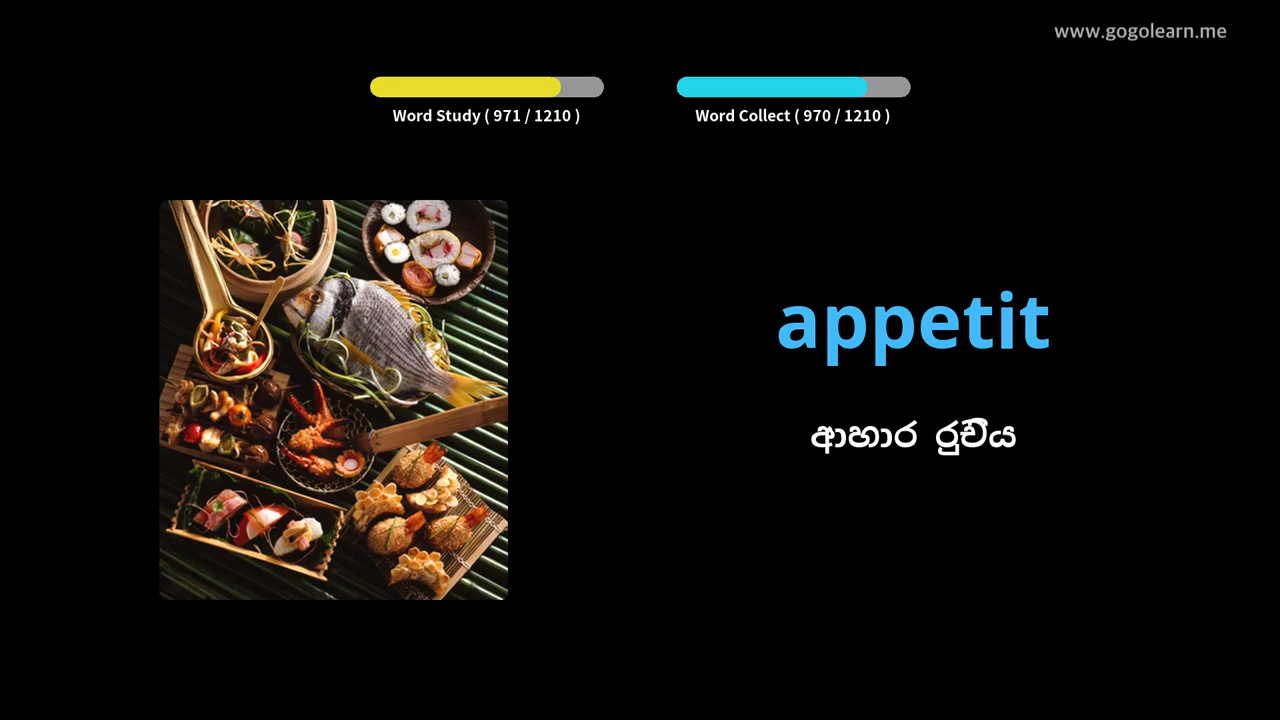 www.gogolearn.me
Word Study ( 971 / 1210 )
Word Collect ( 970 / 1210 )
appetit
ආහාර රුචිය